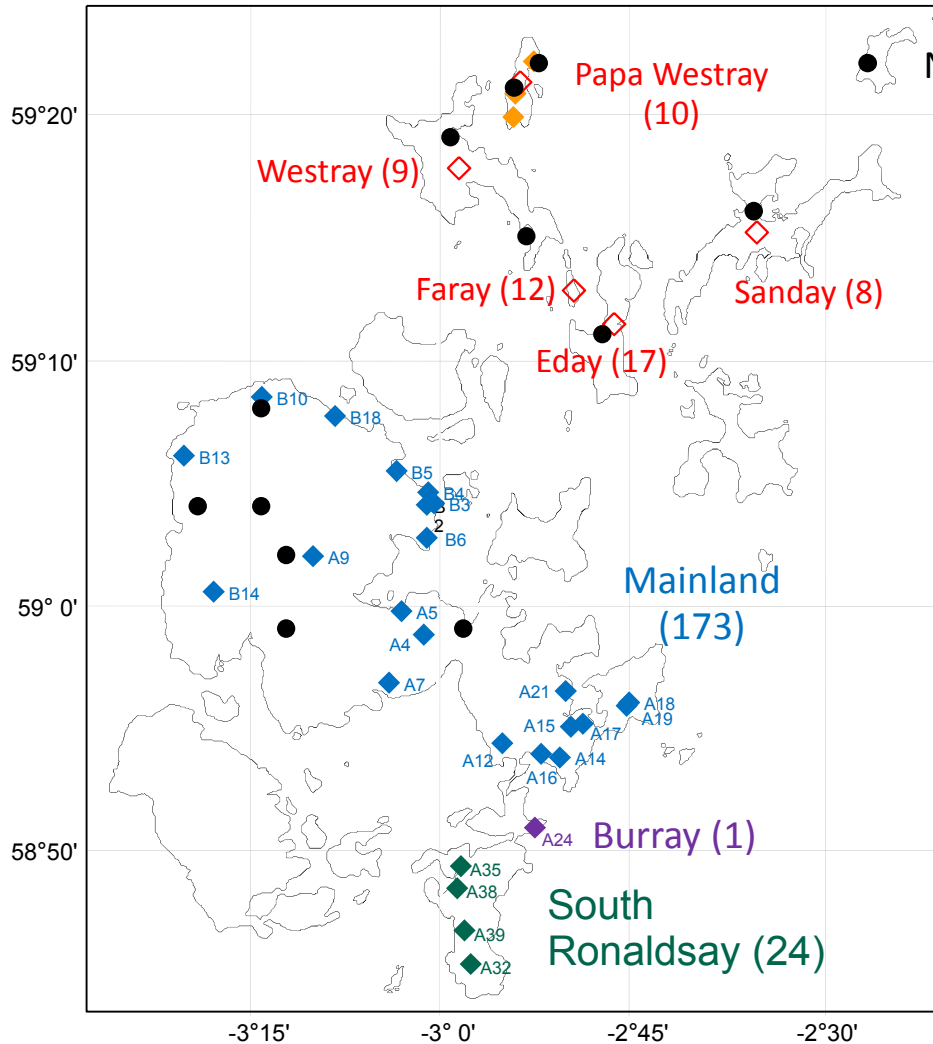 N
Papa Westray
(10)
59°20'
Westray (9)
Faray (12)
Sanday (8)
59°10'
Eday (17)
B10
B18
B13
B5
B4
B3
B
2
B6
A9
Mainland
(173)
B14
59° 0'
A5
A4
A7
A21
A18
A19
A15
A17
A12
A16
A14
Burray (1)
A24
58°50'
A35
A38
South
Ronaldsay (24)
A39
A32
-3°15'
-3° 0'
-2°45'
-2°30'